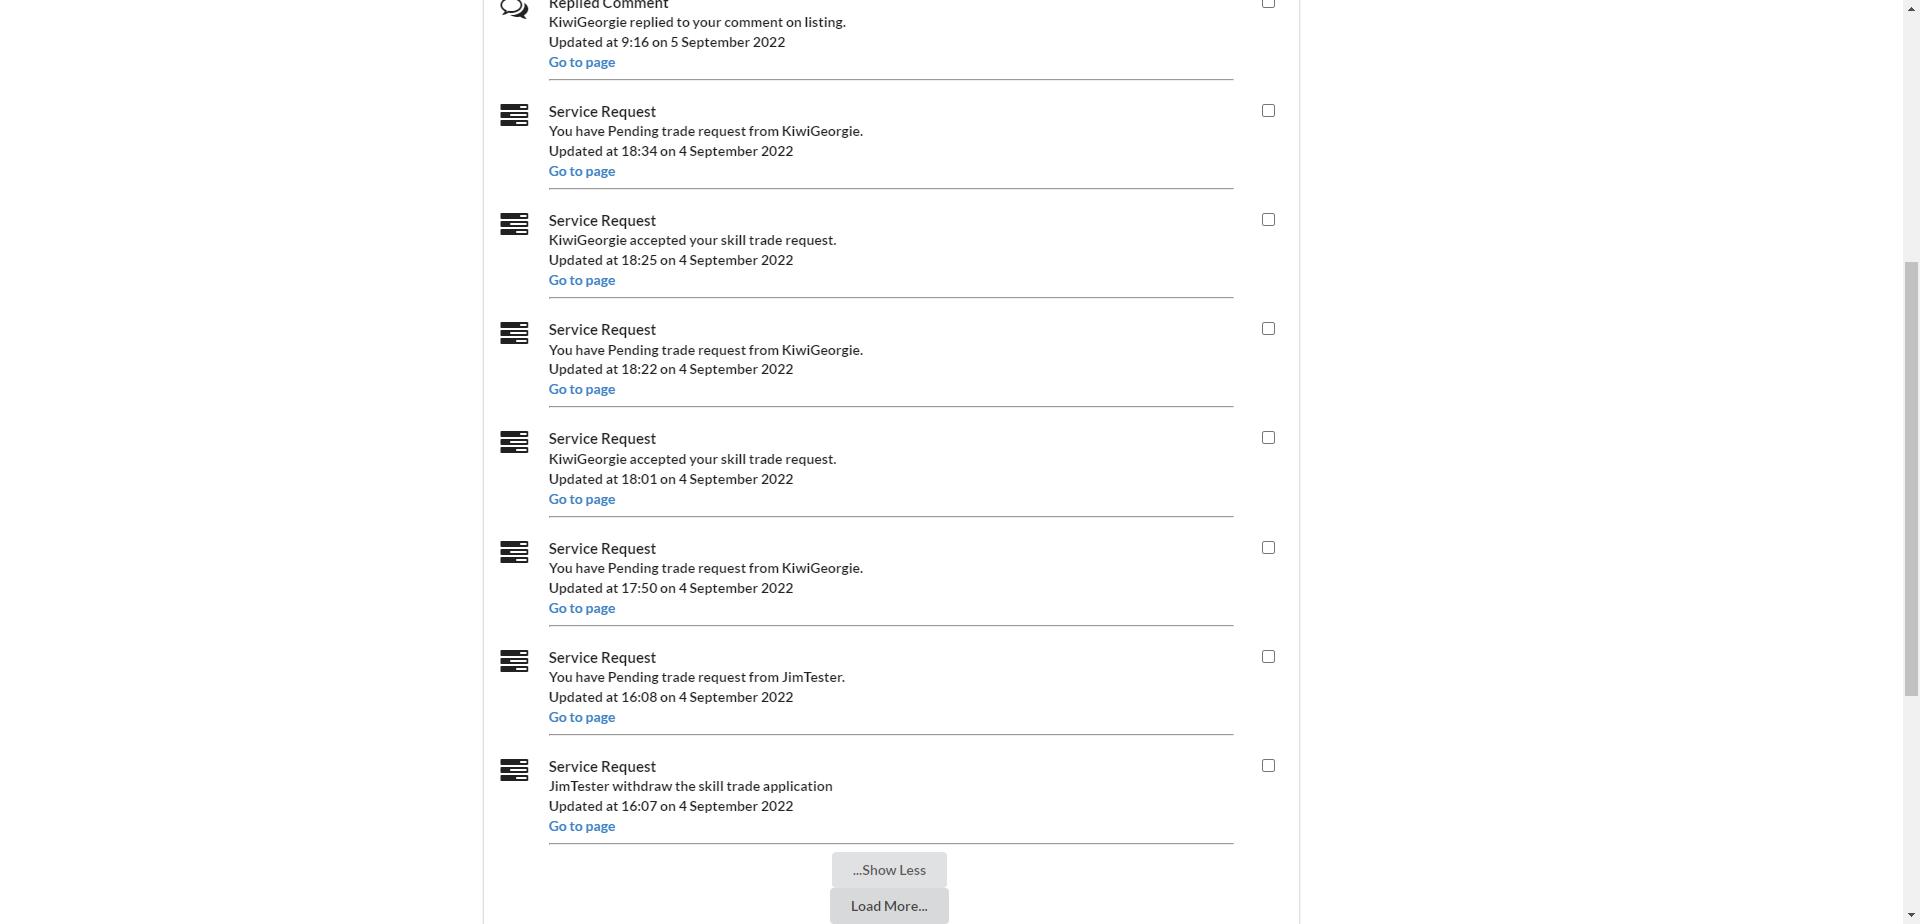 Replied Comment
KiwiGeorgie replied to your comment on listing.
Updated at 9:16 on 5 September 2022
Go to page
Service Request
You have Pending trade request from KiwiGeorgie.
Updated at 18:34 on 4 September 2022
Go to page
Service Request
KiwiGeorgie accepted your skill trade request.
Updated at 18:25 on 4 September 2022
Go to page
Service Request
You have Pending trade request from KiwiGeorgie.
Updated at 18:22 on 4 September 2022
Go to page
Service Request
KiwiGeorgie accepted your skill trade request.
Updated at 18:01 on 4 September 2022
Go to page
Service Request
You have Pending trade request from KiwiGeorgie.
Updated at 17:50 on 4 September 2022
Go to page
Service Request
You have Pending trade request from JimTester.
Updated at 16:08 on 4 September 2022
Go to page
Service Request
JimTester withdraw the skill trade application
Updated at 16:07 on 4 September 2022
Go to page
...Show Less
Load More...